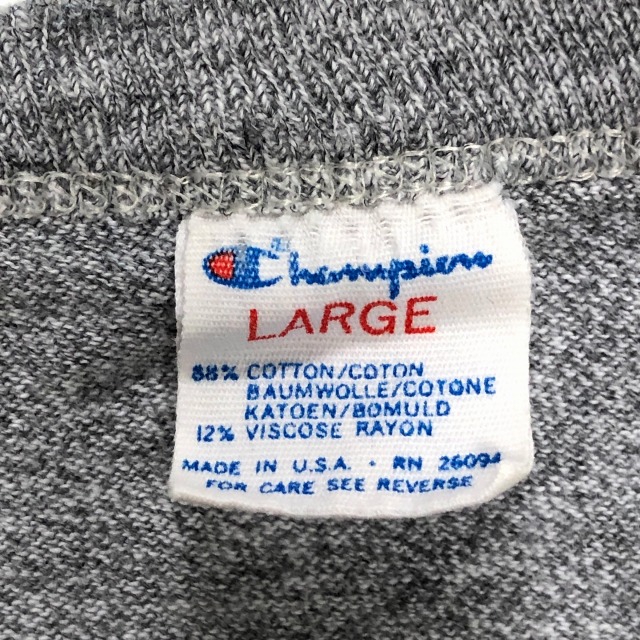 Champion
LARGE
88% COTTON/COTON
BAUMWOLLE/COTONE
KATOEN/BOMULD
12% VISCOSE RAYON
MADE IN U.S.A. · RN 26094
FOR CARE SEE REVERSE